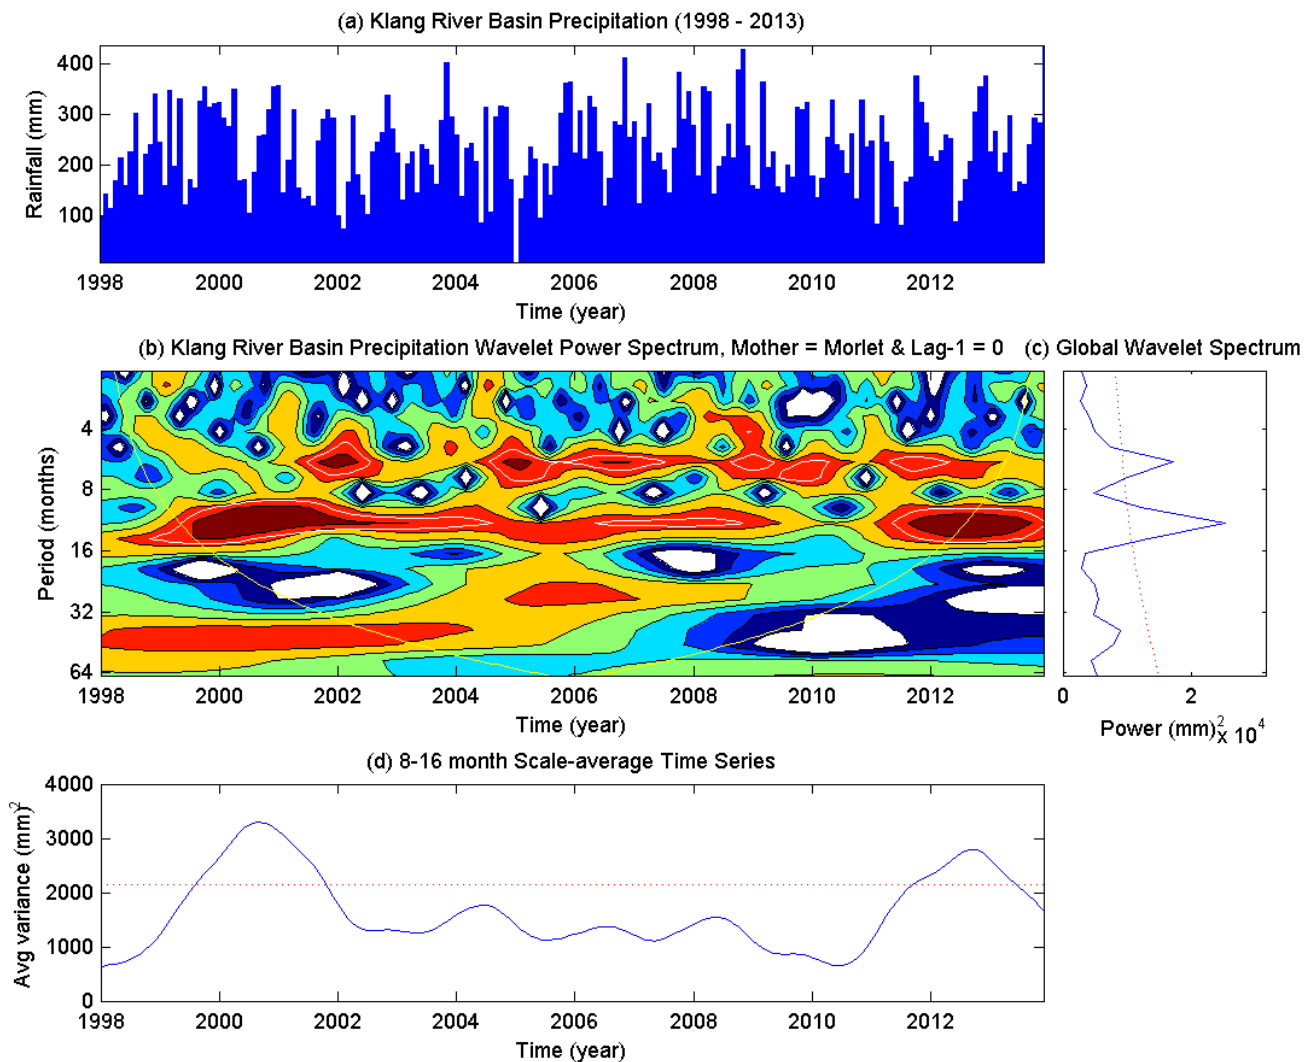 (a) Klang River Basin Precipitation (1998 - 2013)
Rainfall (mm)
400
300
200
100
1998 2000 2002 2004 2006 2008 2010 2012
Time (year)
(b) Klang River Basin Precipitation Wavelet Power Spectrum, Mother = Morlet & Lag-1 = 0
Period (months)
4
8
16
32
64
1998 2000 2002 2004 2006 2008 2010 2012
Time (year)
(c) Global Wavelet Spectrum
0 2
Power (mm)² x 10⁴
(d) 8-16 month Scale-average Time Series
Avg variance (mm)²
4000
3000
2000
1000
0
1998 2000 2002 2004 2006 2008 2010 2012
Time (year)